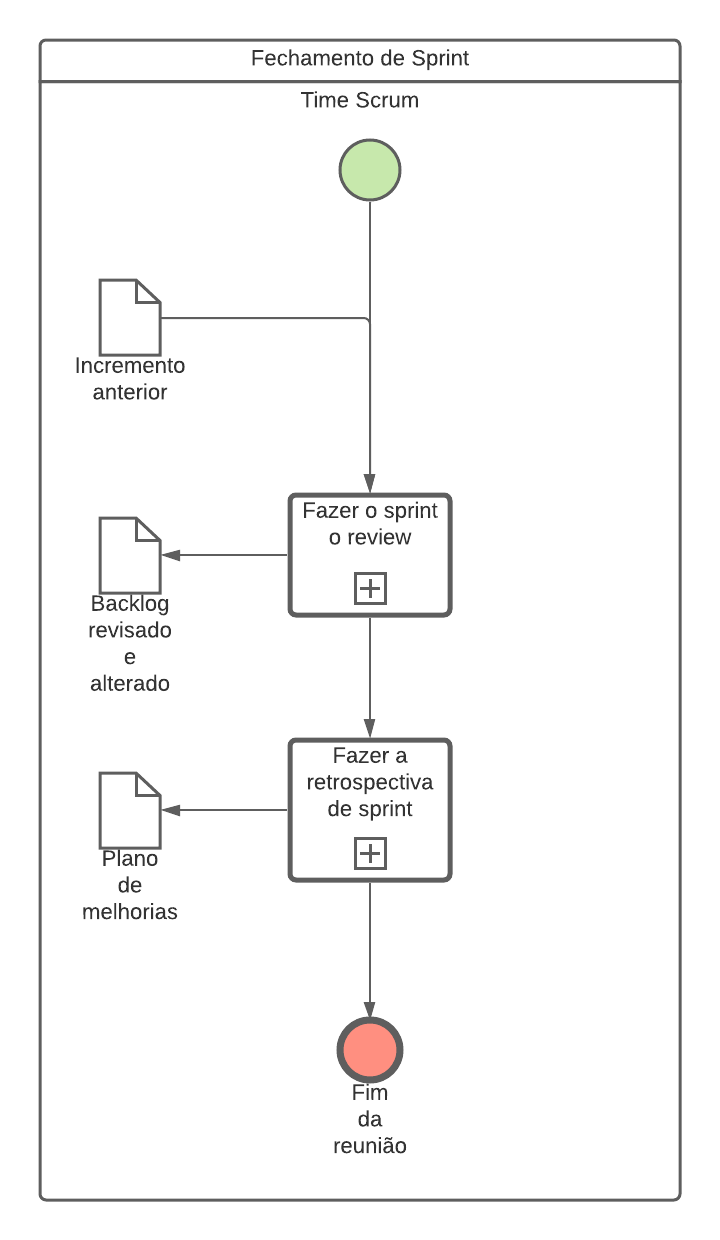 Fechamento de Sprint
Time Scrum
Incremento
anterior
Fazer o sprint
o review
Backlog
revisado
e
alterado
Fazer a
retrospectiva
de sprint
Plano
de
melhorias
Fim
da
reunião